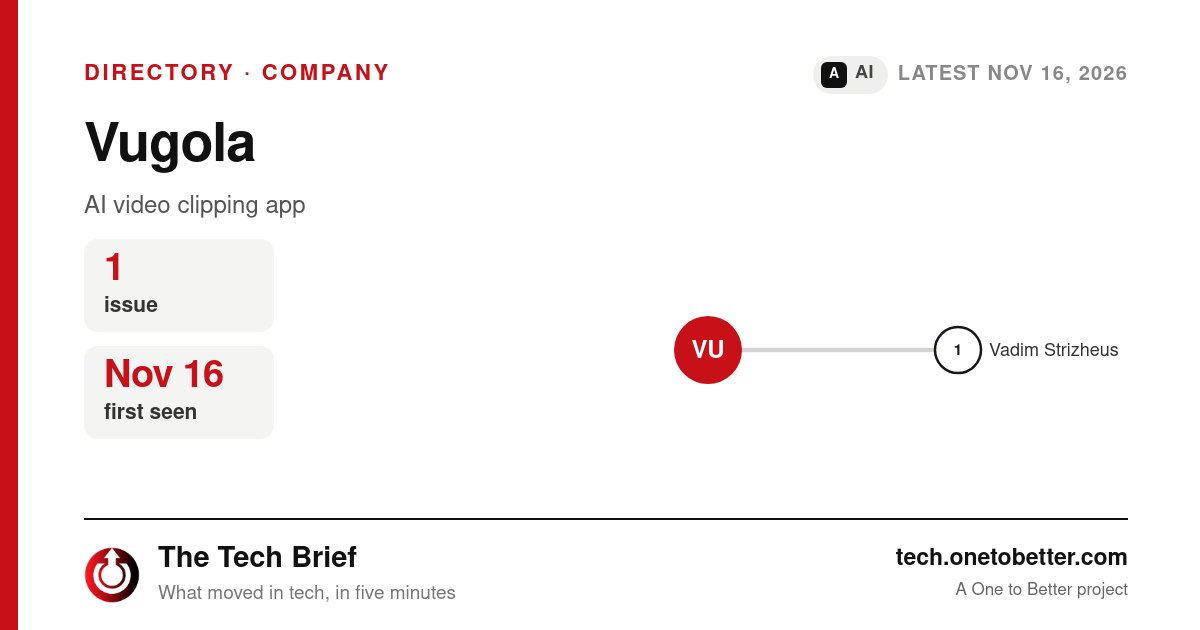 DIRECTORY · COMPANY
A AI LATEST NOV 16, 2026
Vugola
AI video clipping app
1
issue
Nov 16
first seen
VU
1 Vadim Strizheus
The Tech Brief
What moved in tech, in five minutes
tech.onetobetter.com
A One to Better project